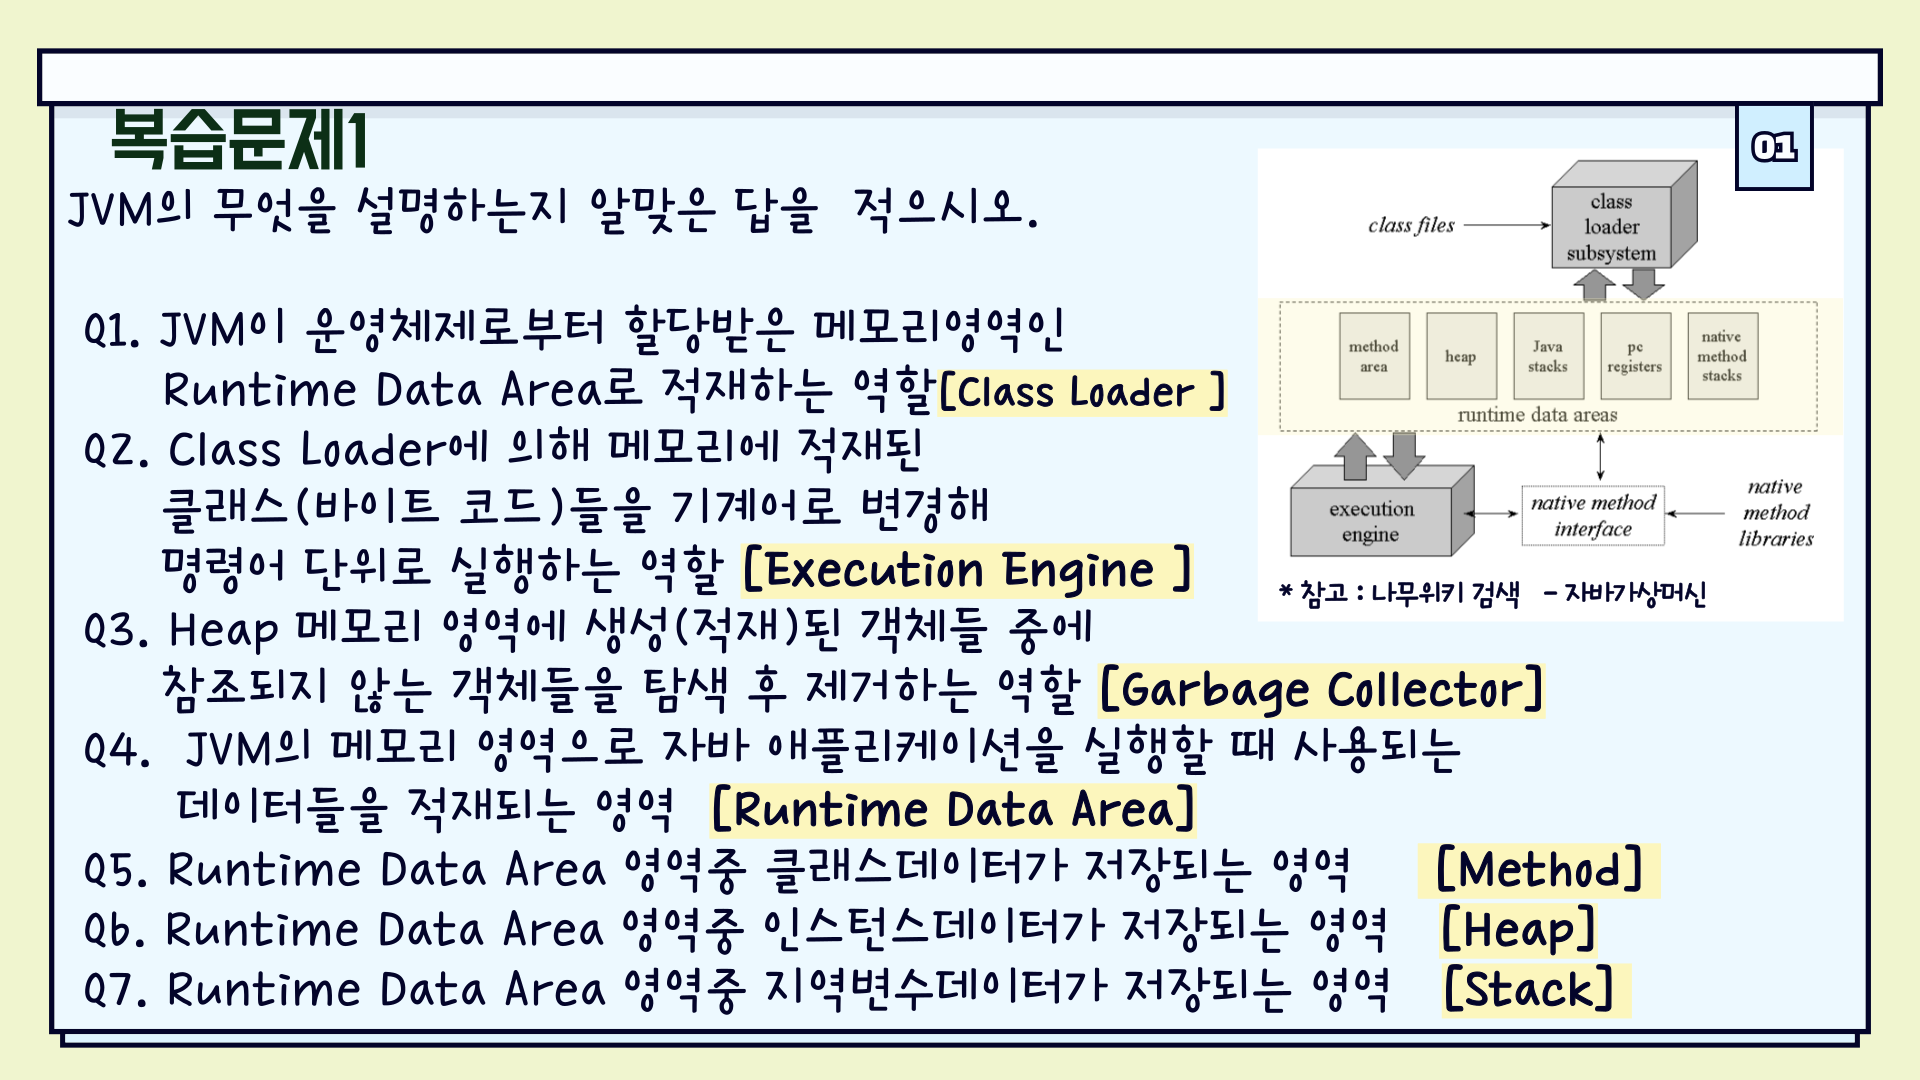 복습문제1
01
JVM의 무엇을 설명하는지 알맞은 답을 적으시오.
Q1. JVM이 운영체제로부터 할당받은 메모리영역인
Runtime Data Area로 적재하는 역할[Class Loader ]
Q2. Class Loader에 의해 메모리에 적재된
클래스(바이트 코드)들을 기계어로 변경해
명령어 단위로 실행하는 역할 [Execution Engine ]
Q3. Heap 메모리 영역에 생성(적재)된 객체들 중에
참조되지 않는 객체들을 탐색 후 제거하는 역할 [Garbage Collector]
Q4. JVM의 메모리 영역으로 자바 애플리케이션을 실행할 때 사용되는
데이터들을 적재되는 영역 [Runtime Data Area]
Q5. Runtime Data Area 영역중 클래스데이터가 저장되는 영역 [Method]
Q6. Runtime Data Area 영역중 인스턴스데이터가 저장되는 영역 [Heap]
Q7. Runtime Data Area 영역중 지역변수데이터가 저장되는 영역 [Stack]
class files
class
loader
subsystem
method
area
heap
Java
stacks
pc
registers
native
method
stacks
runtime data areas
execution
engine
native method
interface
native
method
libraries
* 참고 : 나무위키 검색 - 자바가상머신